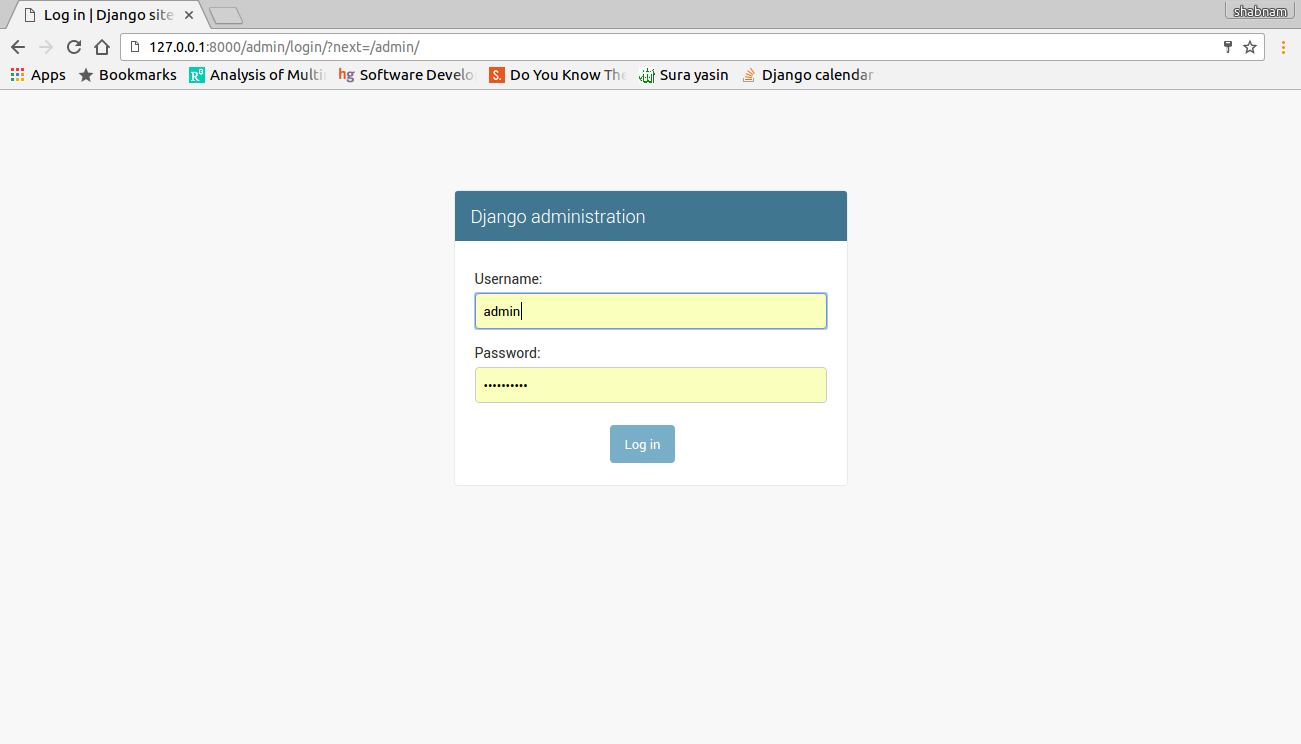 Log in | Django site
shabnam
127.0.0.1:8000/admin/login/?next=/admin/
Apps Bookmarks Analysis of Multi hg Software Develo S. Do You Know The Sura yasin Django calendar
Django administration
Username:
admin
Password:
••••••••••
Log in